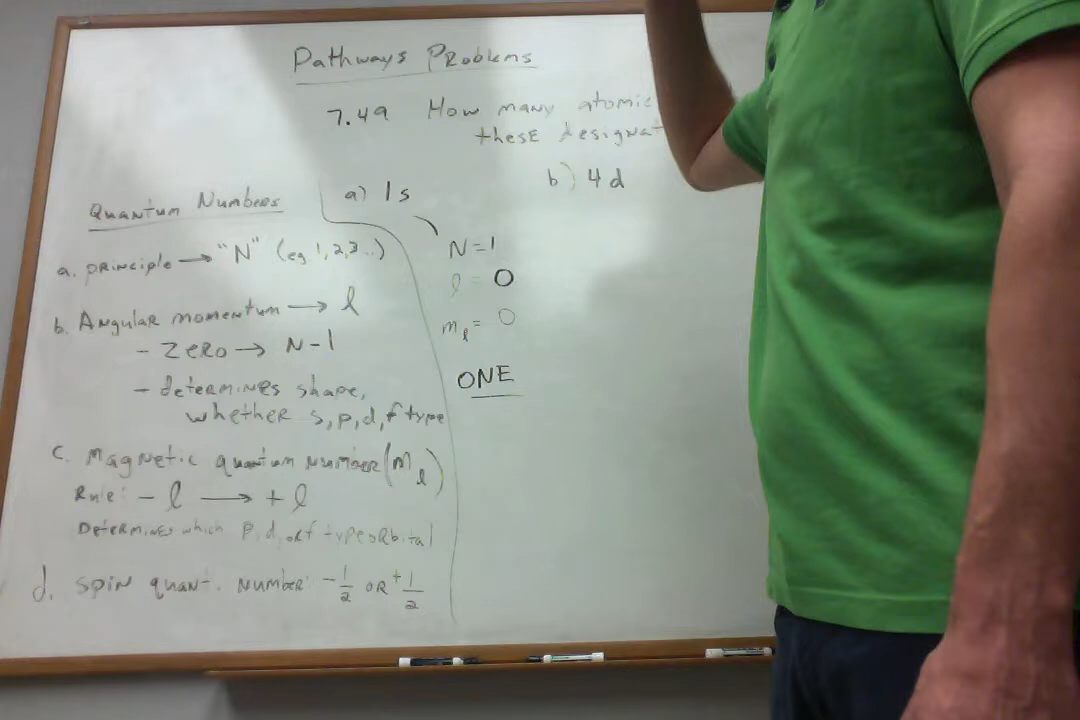 Pathways Problems
7.49 How many atomic
these designat
a) 1s
b) 4d
Quantum Numbers
a. principle → "N" (eg 1,2,3...)
b. Angular momentum → l
- Zero → N-1
- determines shape,
whether s,p,d,f type
c. Magnetic quantum number (ml)
Rule: - l → + l
Determines which p,d,orf type orbital
d. spin quant. number: -1/2 OR +1/2
N=1
l = 0
ml = 0
ONE